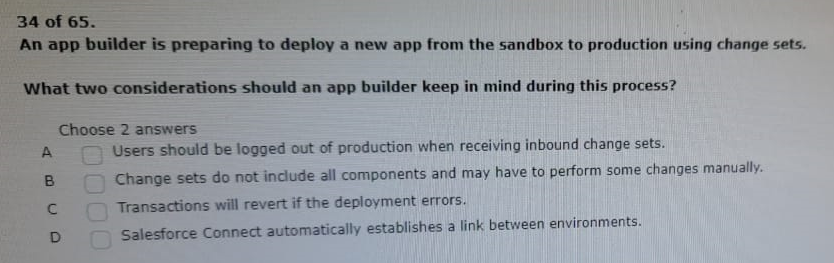 34 of 65.
An app builder is preparing to deploy a new app from the sandbox to production using change sets.
What two considerations should an app builder keep in mind during this process?
Choose 2 answers
A Users should be logged out of production when receiving inbound change sets.
B Change sets do not include all components and may have to perform some changes manually.
C Transactions will revert if the deployment errors.
D Salesforce Connect automatically establishes a link between environments.